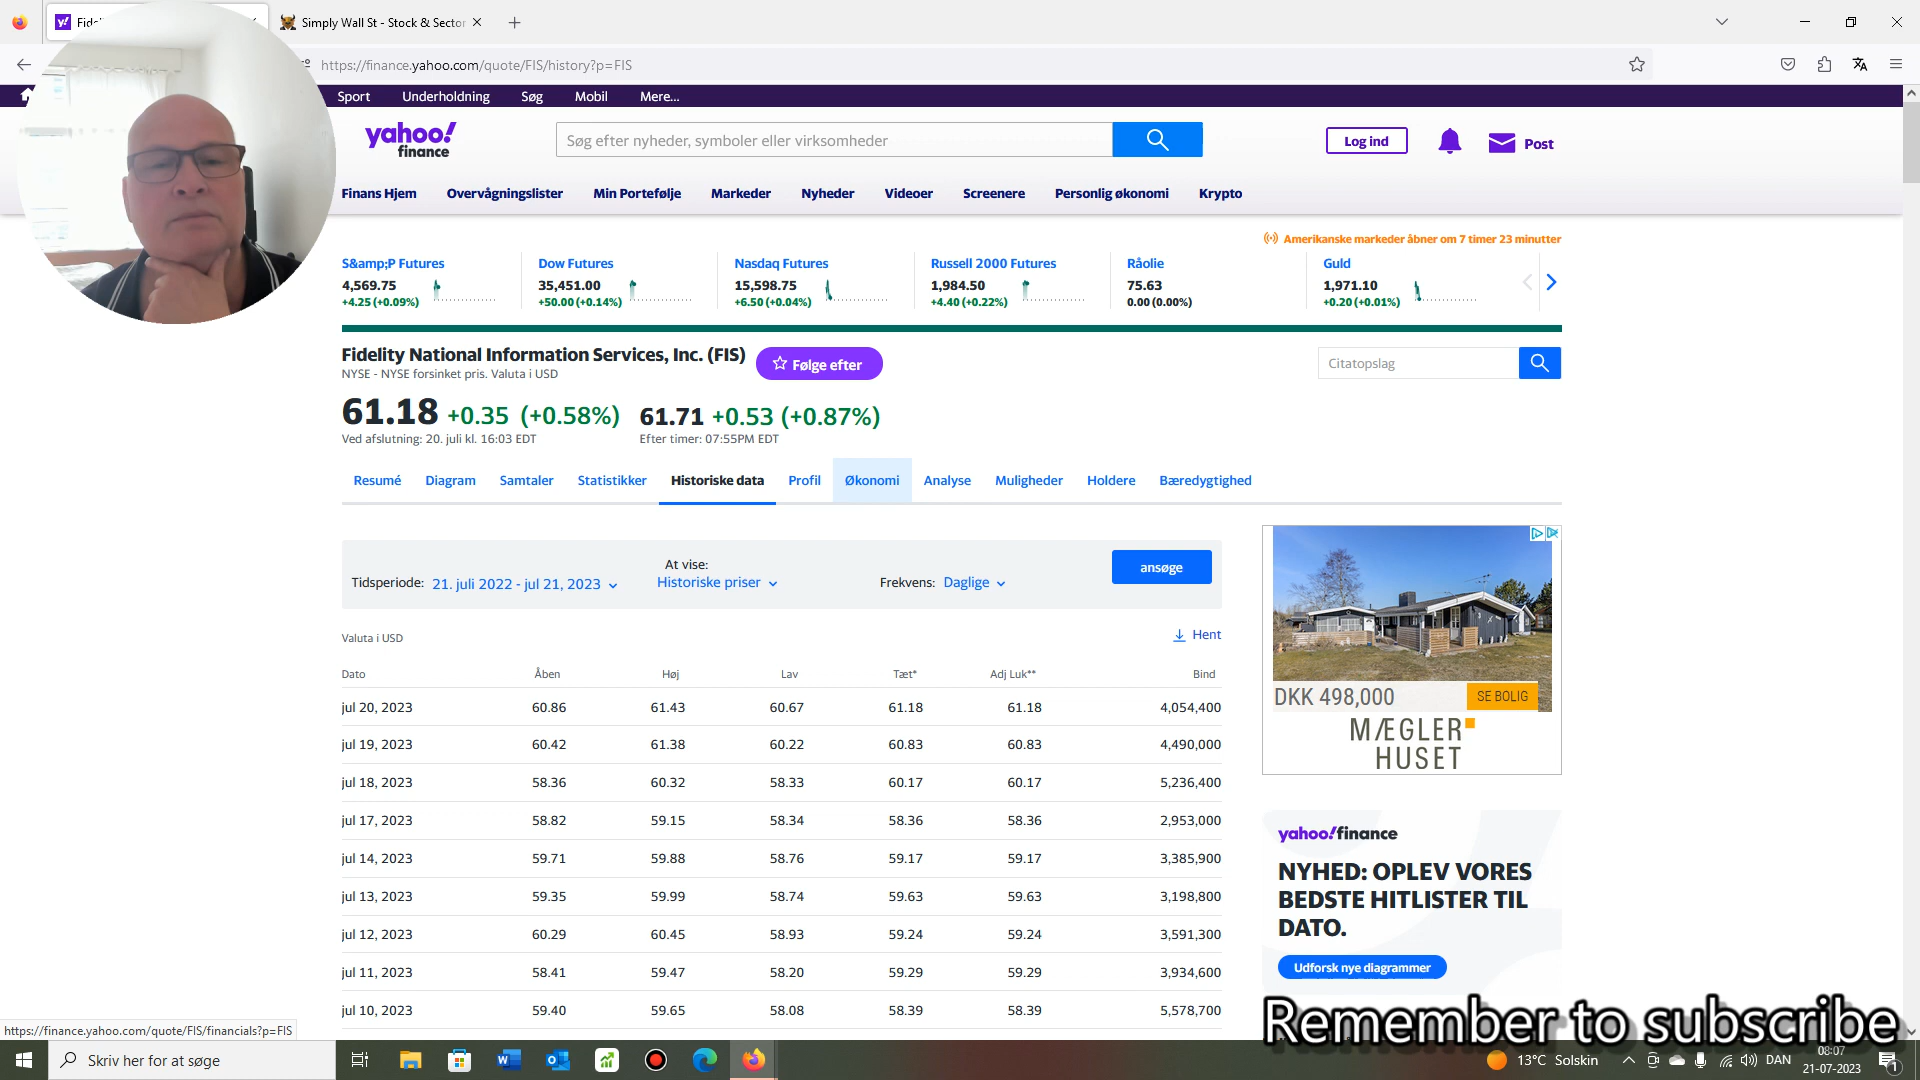 Simply Wall St - Stock & Sector
https://finance.yahoo.com/quote/FIS/history?p=FIS
Sport Underholdning Søg Mobil Mere...
yahoo!
finance
Søg efter nyheder, symboler eller virksomheder
Log ind
Post
Finans Hjem Overvågningslister Min Portefølje Markeder Nyheder Videoer Screenere Personlig økonomi Krypto
Amerikanske markeder åbner om 7 timer 23 minutter
S&amp;P Futures Dow Futures Nasdaq Futures Russell 2000 Futures Råolie Guld
4,569.75 35,451.00 15,598.75 1,984.50 75.63 1,971.10
+4.25 (+0.09%) +50.00 (+0.14%) +6.50 (+0.04%) +4.40 (+0.22%) 0.00 (0.00%) +0.20 (+0.01%)
Fidelity National Information Services, Inc. (FIS)
Følge efter
NYSE - NYSE forsinket pris. Valuta i USD
Citatopslag
61.18 +0.35 (+0.58%) 61.71 +0.53 (+0.87%)
Ved afslutning: 20. juli kl. 16:03 EDT Efter timer: 07:55PM EDT
Resumé Diagram Samtaler Statistikker Historiske data Profil Økonomi Analyse Muligheder Holdere Bæredygtighed
At vise:
Tidsperiode: 21. juli 2022 - jul 21, 2023 Historiske priser Frekvens: Daglige ansøge
Valuta i USD Hent
Dato Åben Høj Lav Tæt* Adj Luk** Bind
jul 20, 2023 60.86 61.43 60.67 61.18 61.18 4,054,400
jul 19, 2023 60.42 61.38 60.22 60.83 60.83 4,490,000
jul 18, 2023 58.36 60.32 58.33 60.17 60.17 5,236,400
jul 17, 2023 58.82 59.15 58.34 58.36 58.36 2,953,000
jul 14, 2023 59.71 59.88 58.76 59.17 59.17 3,385,900
jul 13, 2023 59.35 59.99 58.74 59.63 59.63 3,198,800
jul 12, 2023 60.29 60.45 58.93 59.24 59.24 3,591,300
jul 11, 2023 58.41 59.47 58.20 59.29 59.29 3,934,600
jul 10, 2023 59.40 59.65 58.08 58.39 58.39 5,578,700
DKK 498,000 SE BOLIG
MÆGLER
HUSET
yahoo!finance
NYHED: OPLEV VORES
BEDSTE HITLISTER TIL
DATO.
Udforsk nye diagrammer
Remember to subscribe
https://finance.yahoo.com/quote/FIS/financials?p=FIS
Skriv her for at søge
13°C Solskin
DAN
08:07
21-07-2023
1